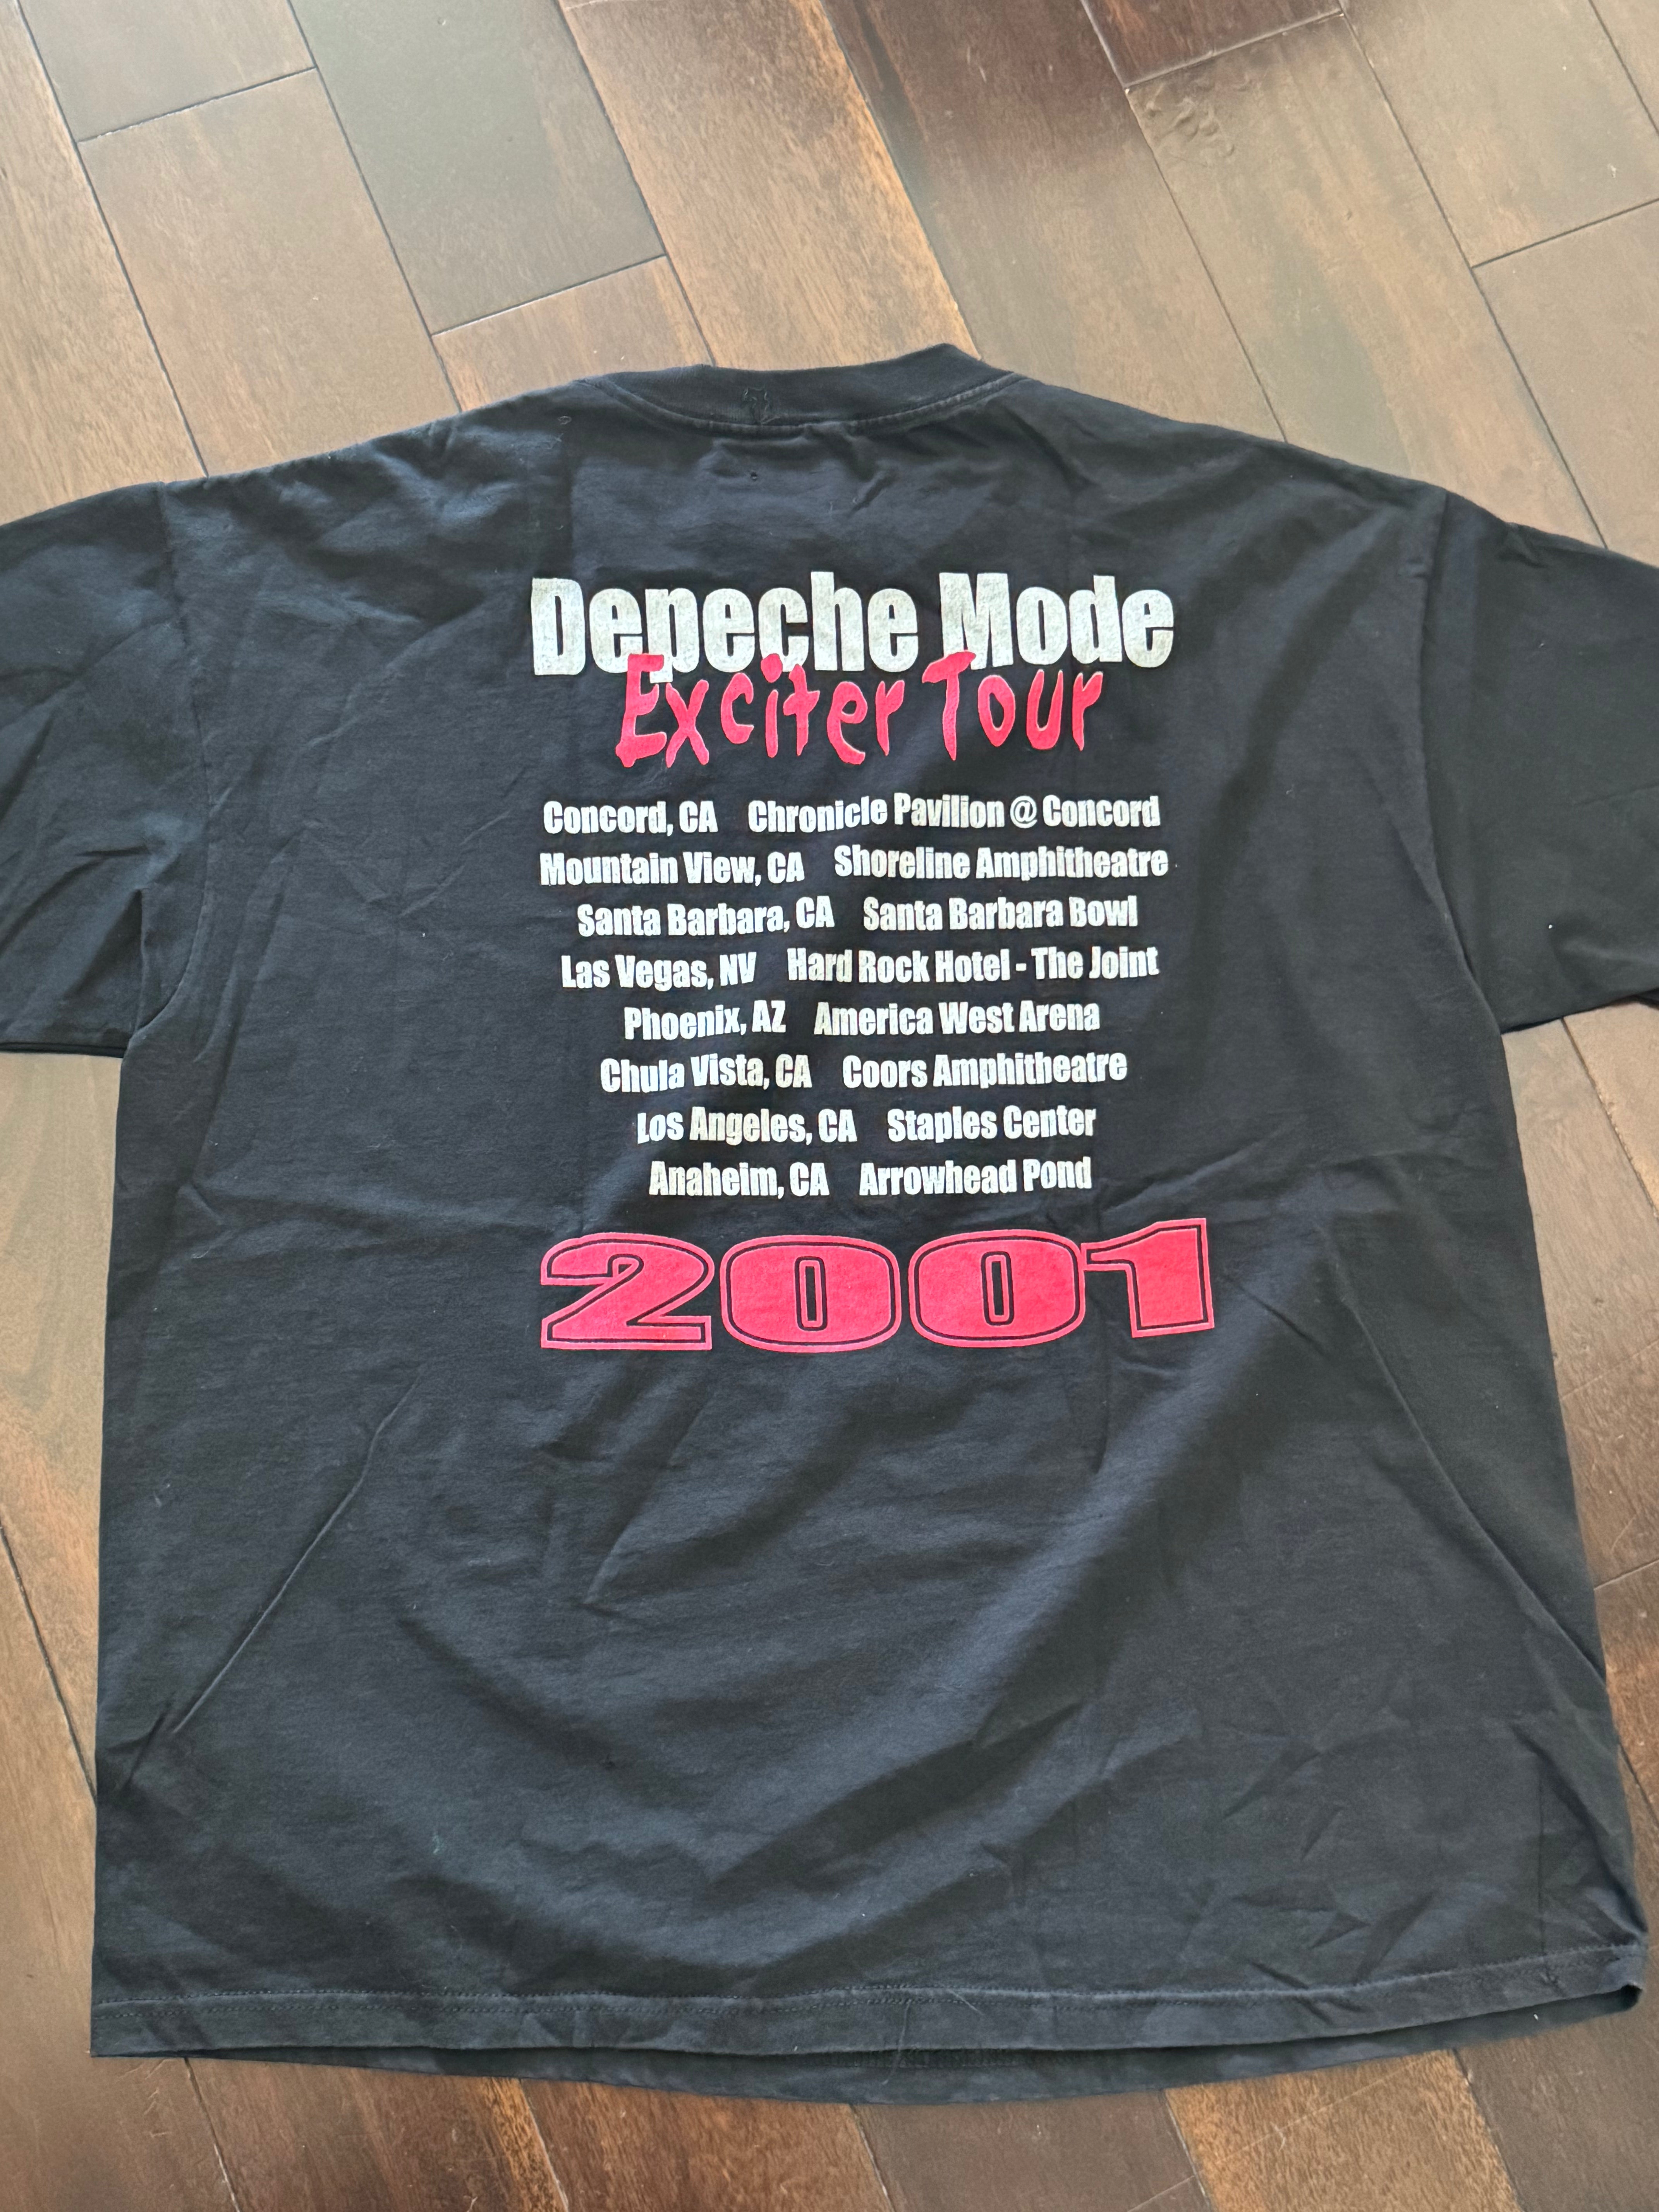 Depeche Mode
Exciter Tour
Concord, CA Chronicle Pavilion @ Concord
Mountain View, CA Shoreline Amphitheatre
Santa Barbara, CA Santa Barbara Bowl
Las Vegas, NV Hard Rock Hotel - The Joint
Phoenix, AZ America West Arena
Chula Vista, CA Coors Amphitheatre
Los Angeles, CA Staples Center
Anaheim, CA Arrowhead Pond
2001